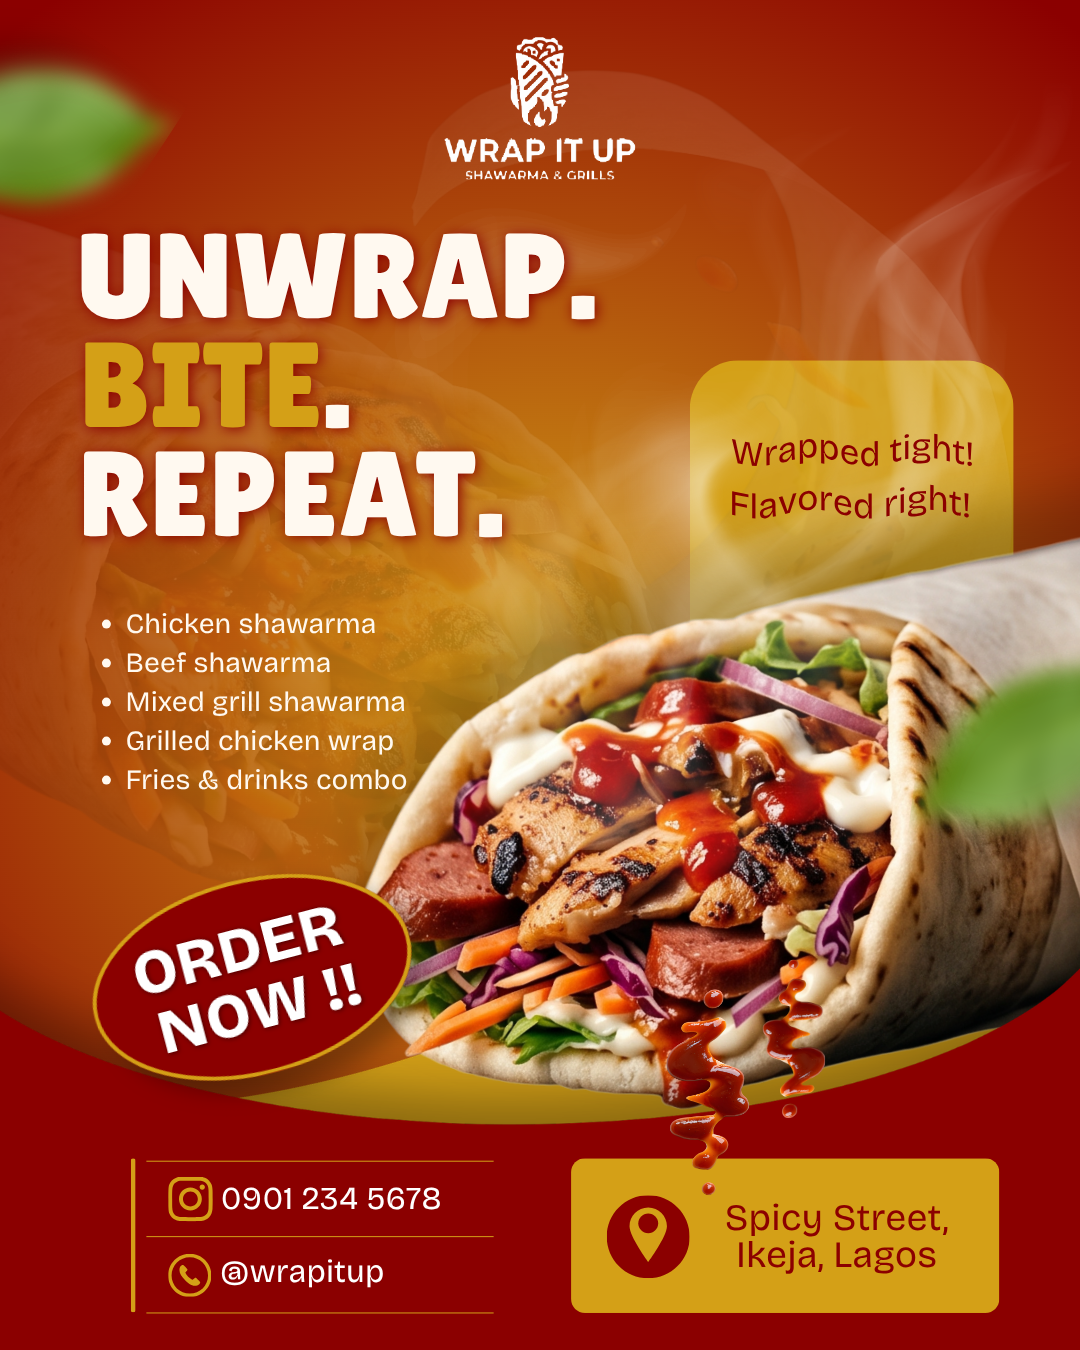 WRAP IT UP
SHAWARMA & GRILLS
UNWRAP.
BITE.
REPEAT.
Wrapped tight!
Flavored right!
• Chicken shawarma
• Beef shawarma
• Mixed grill shawarma
• Grilled chicken wrap
• Fries & drinks combo
ORDER
NOW !!
0901 234 5678
@wrapitup
Spicy Street,
Ikeja, Lagos